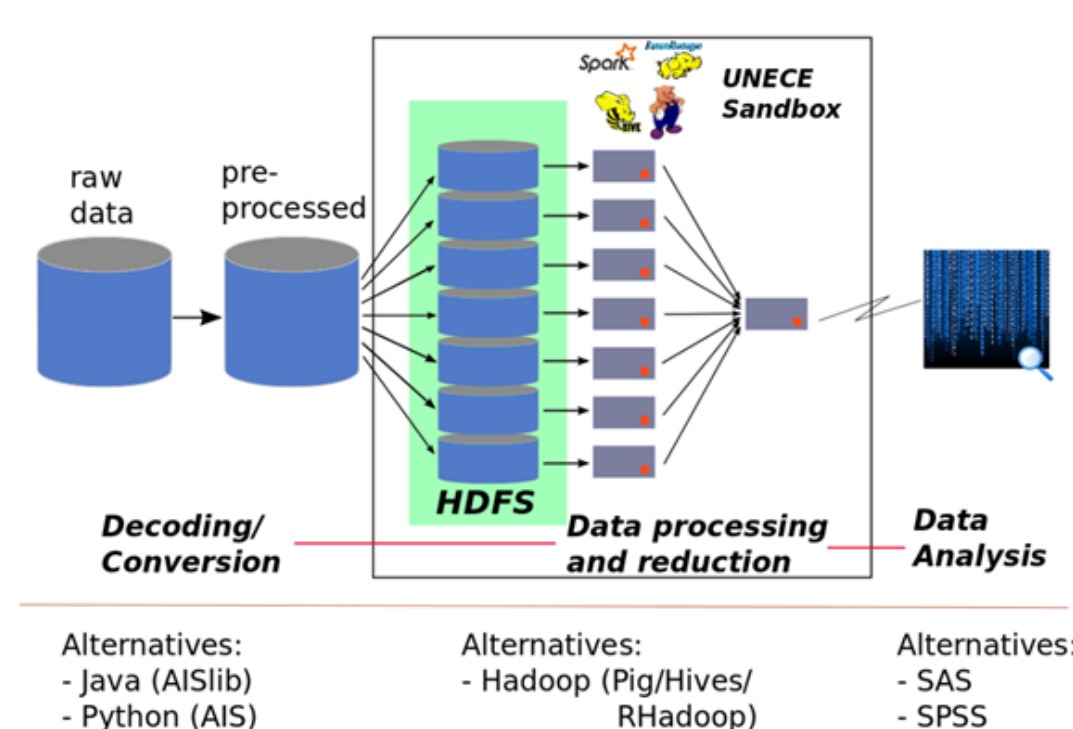 Spark
HIVE
UNECE
Sandbox
raw
data
pre-
processed
HDFS
Decoding/
Conversion
Data processing
and reduction
Data
Analysis
Alternatives:
- Java (AISlib)
- Python (AIS)
Alternatives:
- Hadoop (Pig/Hives/
RHadoop)
Alternatives:
- SAS
- SPSS